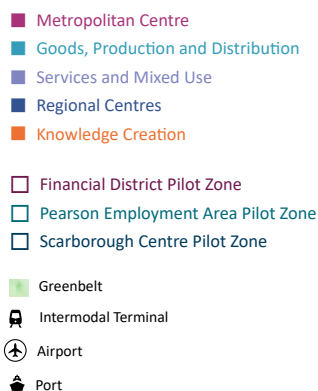 Metropolitan Centre
Goods, Production and Distribution
Services and Mixed Use
Regional Centres
Knowledge Creation
Financial District Pilot Zone
Pearson Employment Area Pilot Zone
Scarborough Centre Pilot Zone
Greenbelt
Intermodal Terminal
Airport
Port